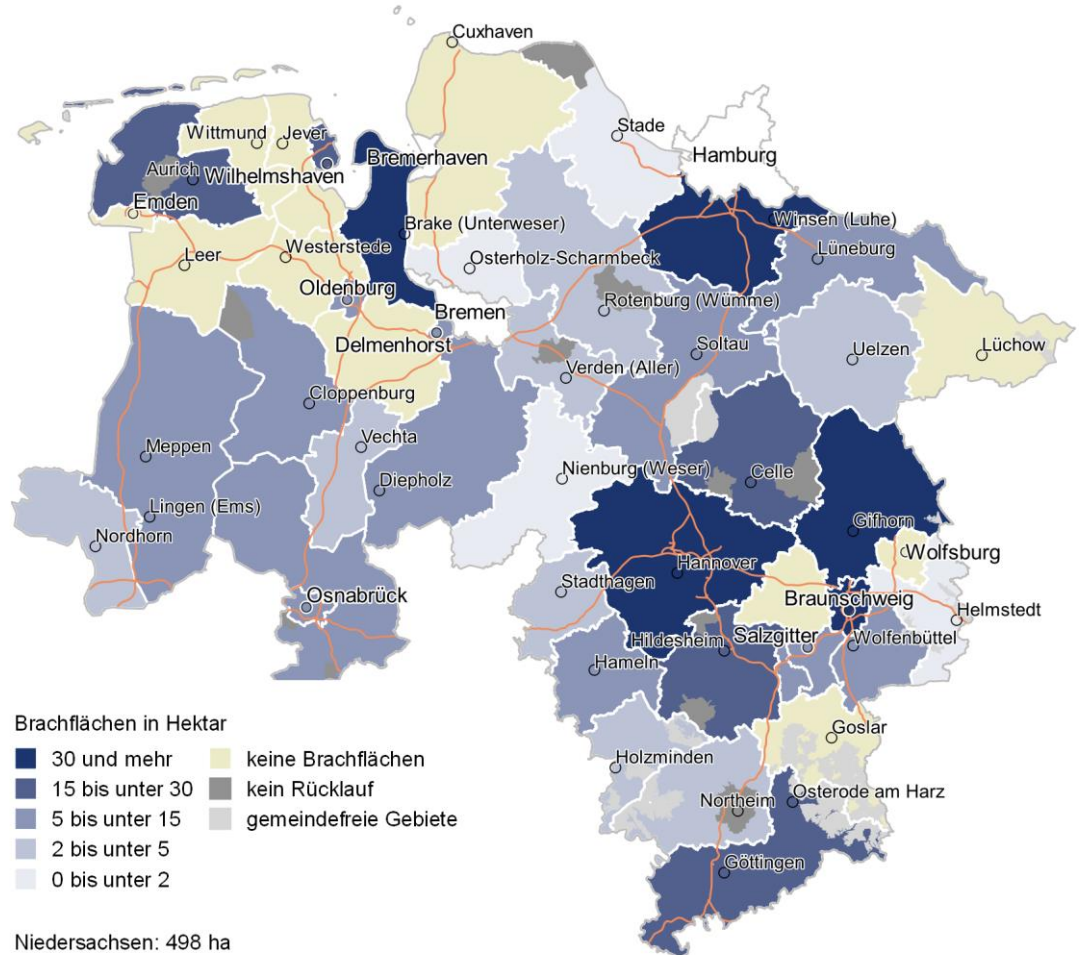 Cuxhaven
Stade
Wittmund
Jever
Hamburg
Bremerhaven
Aurich
Wilhelmshaven
Emden
Winsen (Luhe)
Brake (Unterweser)
Westerstede
Lüneburg
Leer
Osterholz-Scharmbeck
Oldenburg
Rotenburg (Wümme)
Bremen
Delmenhorst
Soltau
Uelzen
Lüchow
Verden (Aller)
Cloppenburg
Vechta
Meppen
Nienburg (Weser)
Celle
Diepholz
Lingen (Ems)
Gifhorn
Nordhorn
Wolfsburg
Hannover
Stadthagen
Osnabrück
Braunschweig
Helmstedt
Hildesheim
Salzgitter
Wolfenbüttel
Hameln
Goslar
Holzminden
Osterode am Harz
Northeim
Göttingen
Brachflächen in Hektar
30 und mehr
15 bis unter 30
5 bis unter 15
2 bis unter 5
0 bis unter 2
keine Brachflächen
kein Rücklauf
gemeindefreie Gebiete
Niedersachsen: 498 ha